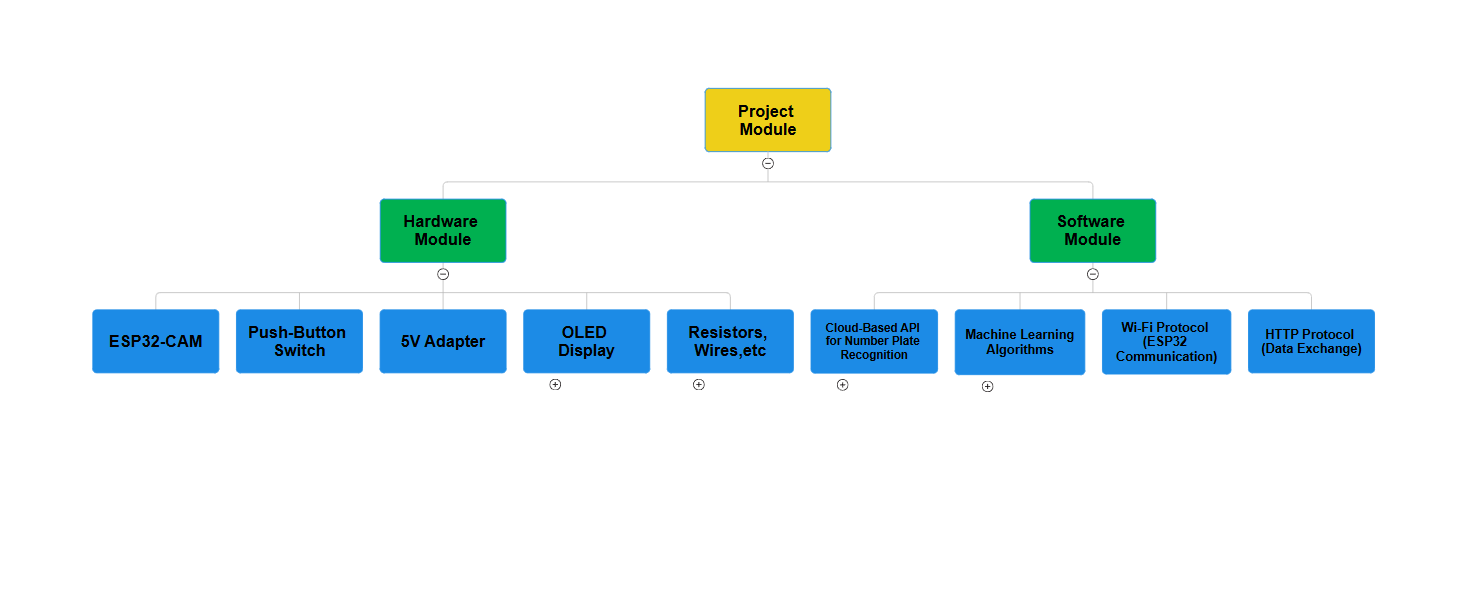 Project
Module
Hardware
Module
Software
Module
ESP32-CAM
Push-Button
Switch
5V Adapter
OLED
Display
Resistors,
Wires,etc
Cloud-Based API
for Number Plate
Recognition
Machine Learning
Algorithms
Wi-Fi Protocol
(ESP32
Communication)
HTTP Protocol
(Data Exchange)